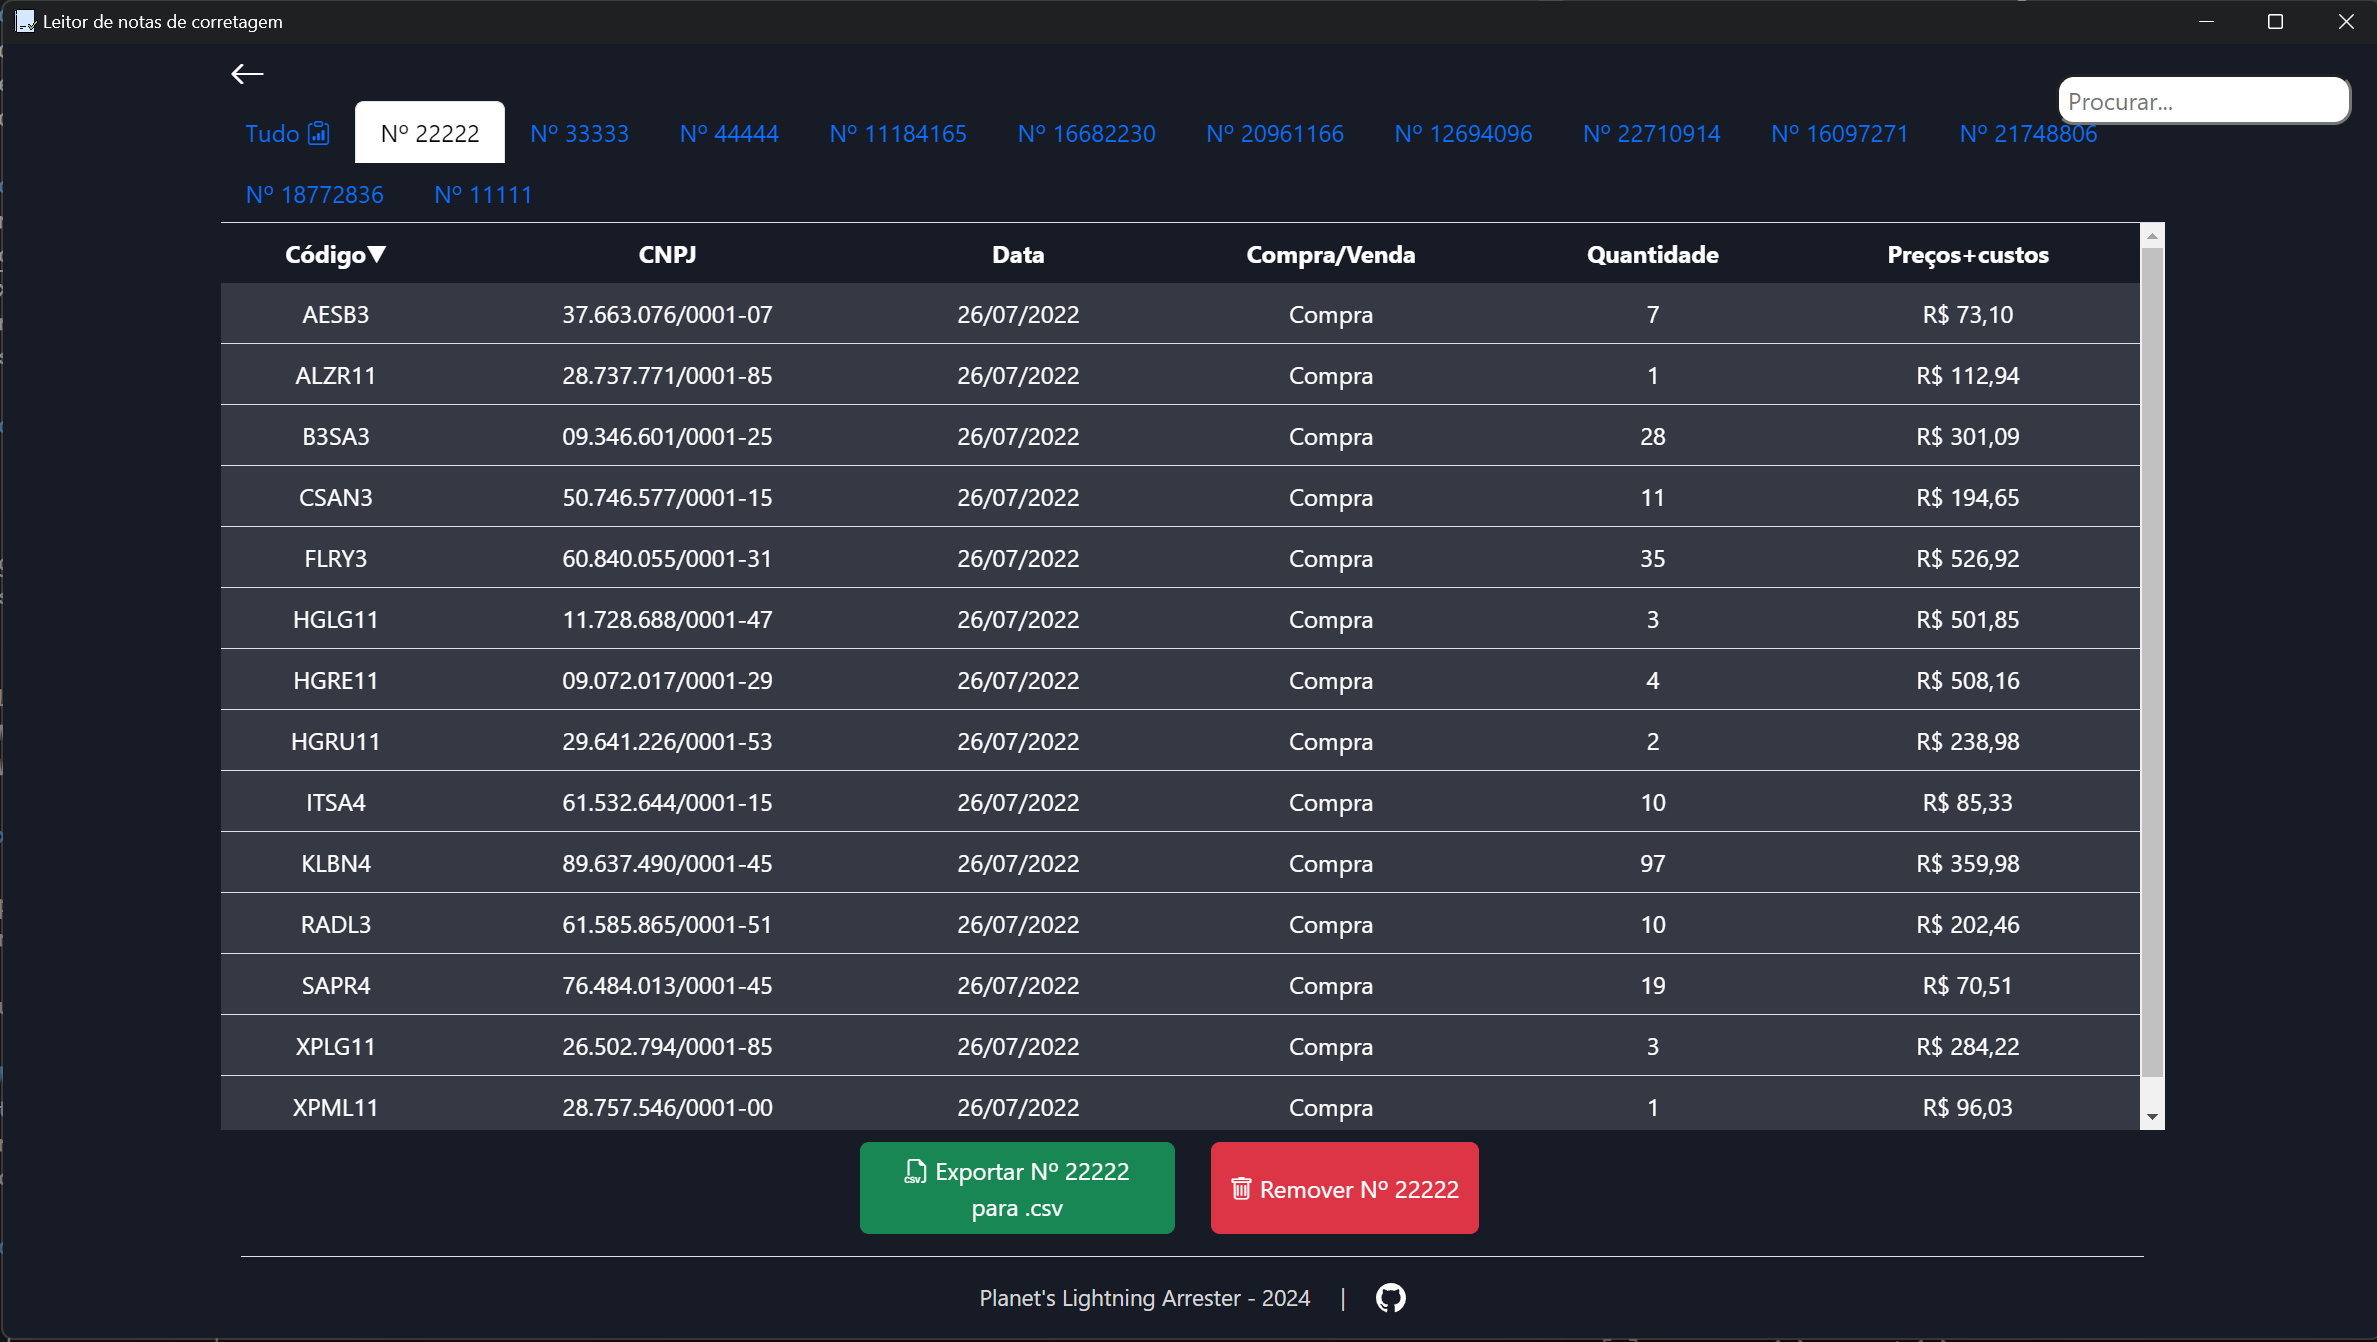 Leitor de notas de corretagem
Procurar...
Tudo Nº 22222 Nº 33333 Nº 44444 Nº 11184165 Nº 16682230 Nº 20961166 Nº 12694096 Nº 22710914 Nº 16097271 Nº 21748806
Nº 18772836 Nº 11111
Código▼ CNPJ Data Compra/Venda Quantidade Preços+custos
AESB3 37.663.076/0001-07 26/07/2022 Compra 7 R$ 73,10
ALZR11 28.737.771/0001-85 26/07/2022 Compra 1 R$ 112,94
B3SA3 09.346.601/0001-25 26/07/2022 Compra 28 R$ 301,09
CSAN3 50.746.577/0001-15 26/07/2022 Compra 11 R$ 194,65
FLRY3 60.840.055/0001-31 26/07/2022 Compra 35 R$ 526,92
HGLG11 11.728.688/0001-47 26/07/2022 Compra 3 R$ 501,85
HGRE11 09.072.017/0001-29 26/07/2022 Compra 4 R$ 508,16
HGRU11 29.641.226/0001-53 26/07/2022 Compra 2 R$ 238,98
ITSA4 61.532.644/0001-15 26/07/2022 Compra 10 R$ 85,33
KLBN4 89.637.490/0001-45 26/07/2022 Compra 97 R$ 359,98
RADL3 61.585.865/0001-51 26/07/2022 Compra 10 R$ 202,46
SAPR4 76.484.013/0001-45 26/07/2022 Compra 19 R$ 70,51
XPLG11 26.502.794/0001-85 26/07/2022 Compra 3 R$ 284,22
XPML11 28.757.546/0001-00 26/07/2022 Compra 1 R$ 96,03
CSV Exportar Nº 22222
para .csv
Remover Nº 22222
Planet's Lightning Arrester - 2024 |